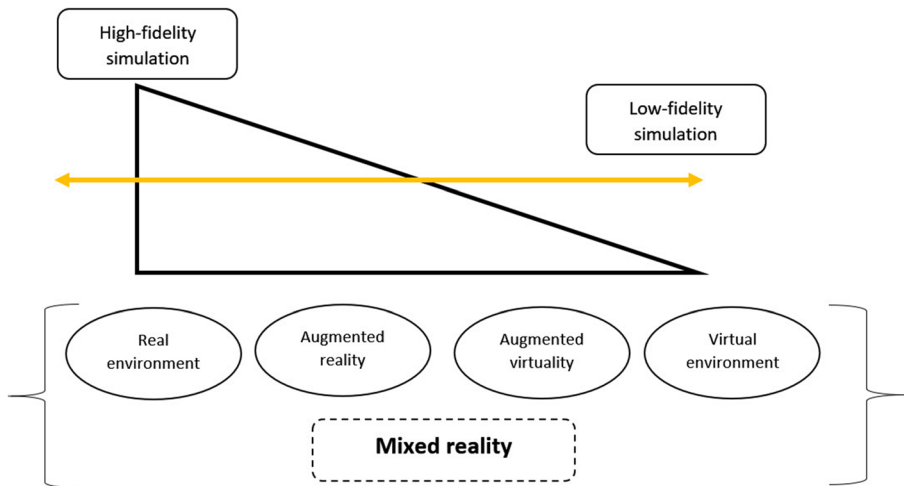 High-fidelity
simulation
Low-fidelity
simulation
Real
environment
Augmented
reality
Augmented
virtuality
Virtual
environment
Mixed reality